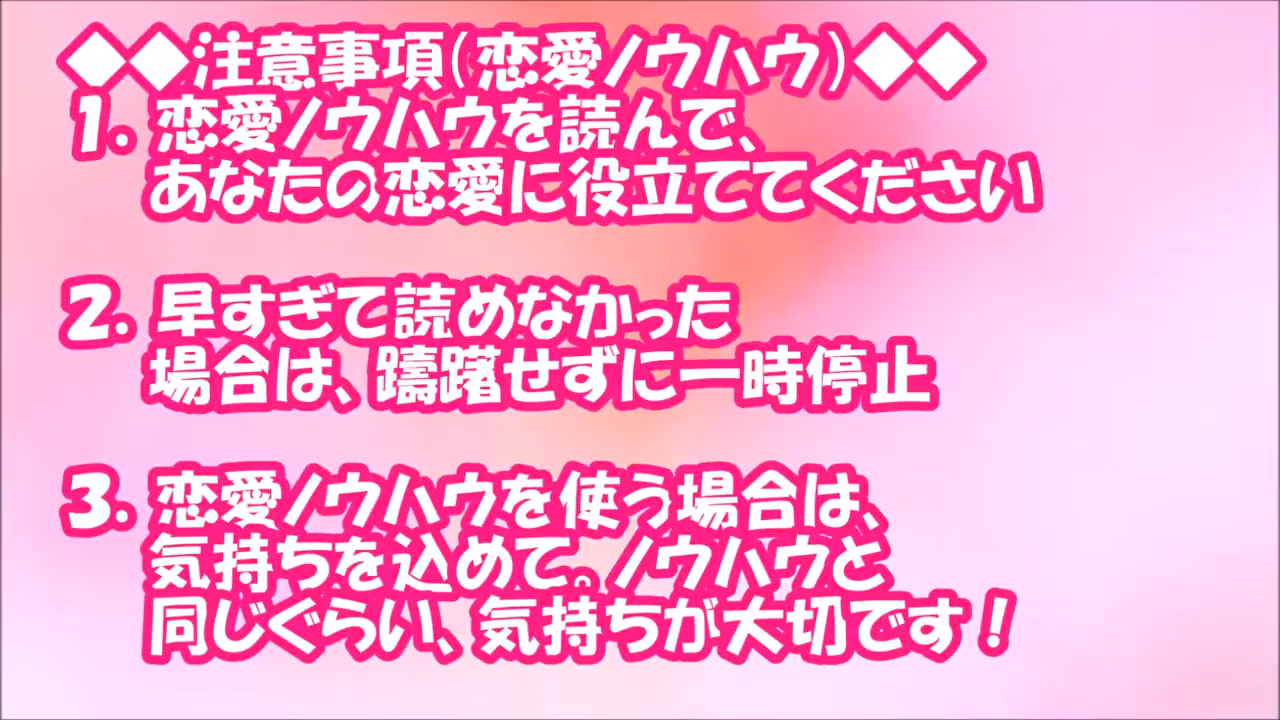 ◆◆注意事項(恋愛ノウハウ)◆◆
1. 恋愛ノウハウを読んで、
あなたの恋愛に役立ててください
2. 早すぎて読めなかった
場合は、躊躇せずに一時停止
3. 恋愛ノウハウを使う場合は、
気持ちを込めて。ノウハウと
同じぐらい、気持ちが大切です!